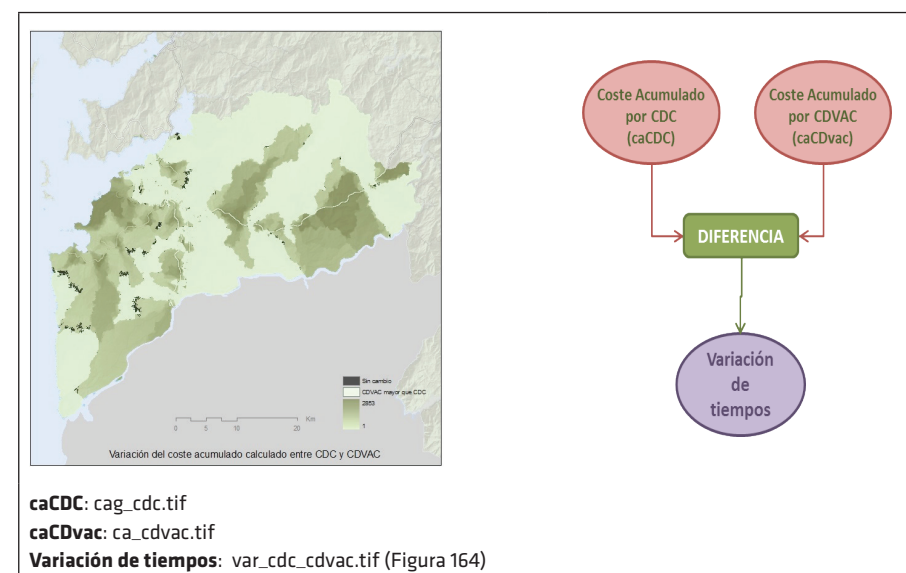 Sin cambio
CDVAC mayor que CDC
2853
1
Km
0 5 10 20
Variación del coste acumulado calculado entre CDC y CDVAC
Coste Acumulado
por CDC
(caCDC)
Coste Acumulado
por CDVAC
(caCDvac)
DIFERENCIA
Variación
de
tiempos
caCDC: cag_cdc.tif
caCDvac: ca_cdvac.tif
Variación de tiempos: var_cdc_cdvac.tif (Figura 164)